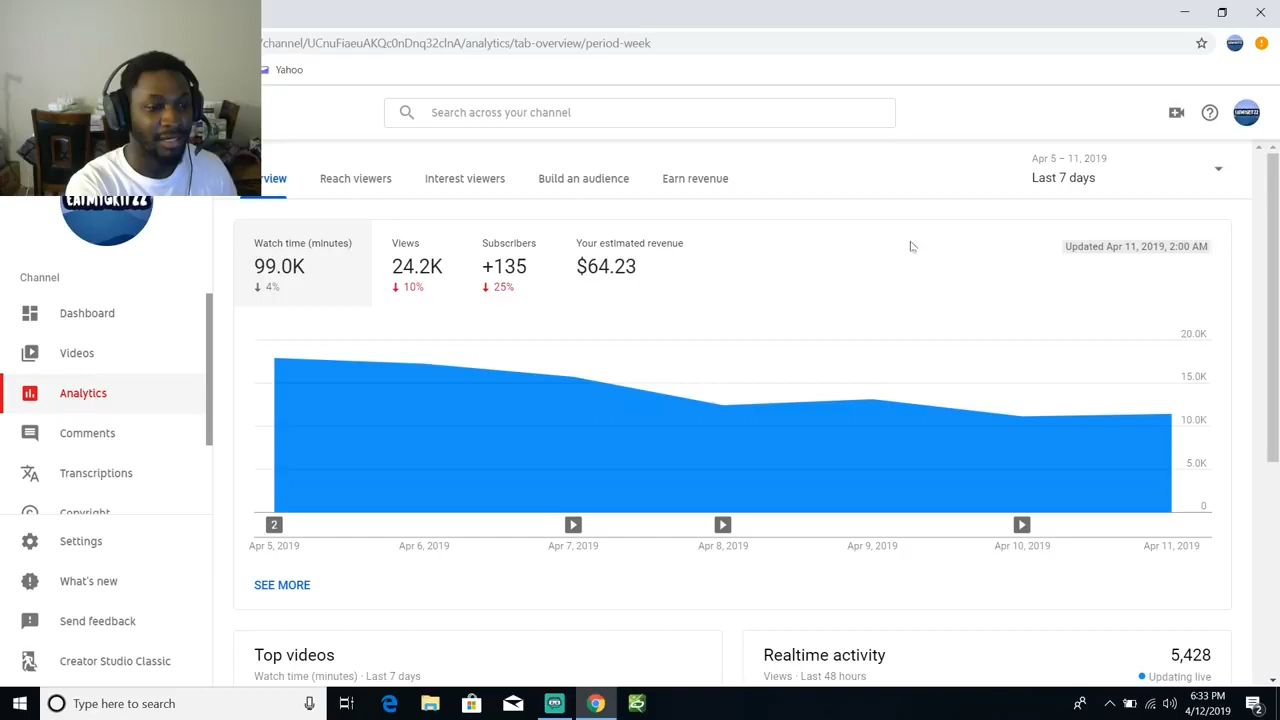 /channel/UCnuFiaeuAKQc0nDnq32clnA/analytics/tab-overview/period-week
Yahoo
Search across your channel
rview
Reach viewers
Interest viewers
Build an audience
Earn revenue
Apr 5 – 11, 2019
Last 7 days
EATMYGRITZZ
Watch time (minutes)
99.0K
4%
Views
24.2K
10%
Subscribers
+135
25%
Your estimated revenue
$64.23
Updated Apr 11, 2019, 2:00 AM
Channel
Dashboard
Videos
Analytics
Comments
Transcriptions
Copyright
Settings
What's new
Send feedback
Creator Studio Classic
20.0K
15.0K
10.0K
5.0K
0
2
Apr 5, 2019
Apr 6, 2019
Apr 7, 2019
Apr 8, 2019
Apr 9, 2019
Apr 10, 2019
Apr 11, 2019
SEE MORE
Top videos
Watch time (minutes) · Last 7 days
Realtime activity
5,428
Views · Last 48 hours
Updating live
Type here to search
6:33 PM
4/12/2019
2